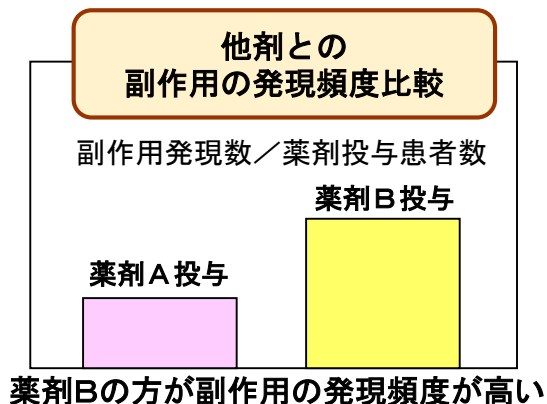 他剤との
副作用の発現頻度比較
副作用発現数／薬剤投与患者数
薬剤Ｂ投与
薬剤Ａ投与
薬剤Bの方が副作用の発現頻度が高い